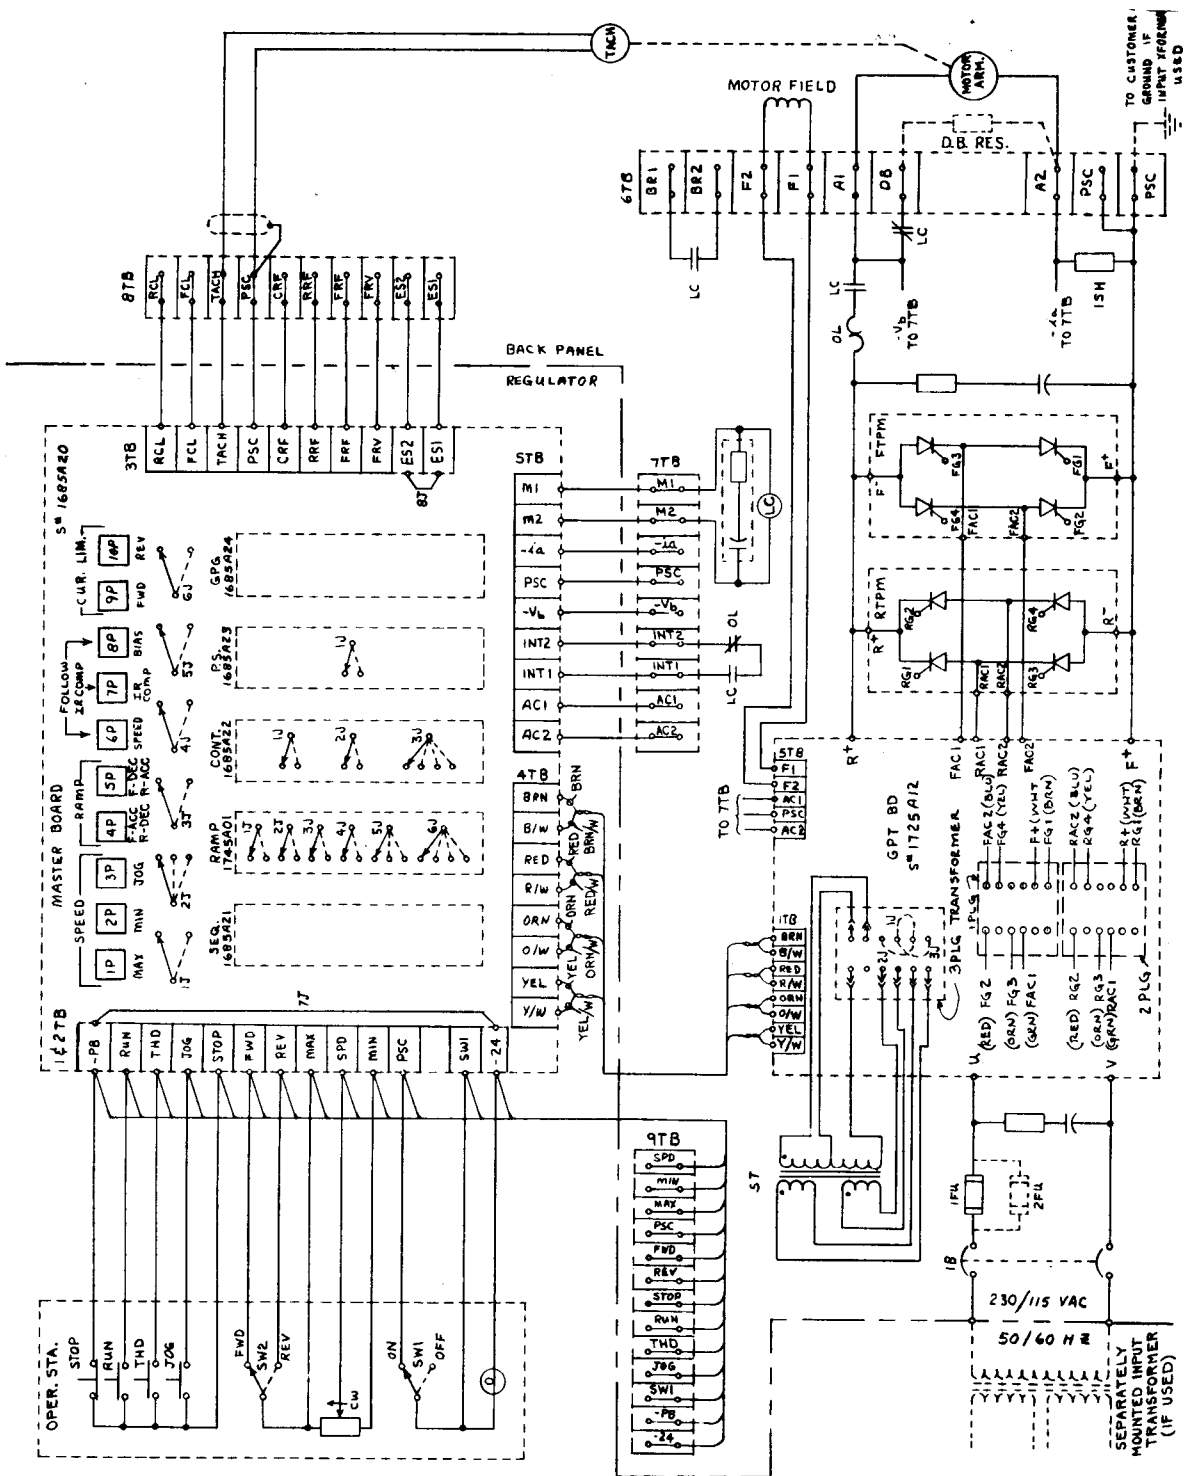 TACH
MOTOR
ARM.
TO CUSTOMER
GROUND IF
INPUT XFORMER
USED
MOTOR FIELD
D.B. RES.
6TB
BR1
BR2
F2
F1
A1
DB
A2
PSC
PSC
LC
LC
LC
OL
-Vb
TO 7TB
-ia
TO 7TB
1SH
8TB
RCL
FCL
TACH
PSC
CRF
RRF
FRF
FRV
ES2
ES1
BACK PANEL
REGULATOR
3TB
RCL
FCL
TACH
PSC
CRF
RRF
FRF
FRV
ES2
ES1
8J
MASTER BOARD
S# 1685A20
SPEED
RAMP
FOLLOW
IR COMP
CUR. LIM.
1P
2P
3P
4P
5P
6P
7P
8P
9P
10P
MAX
MIN
JOG
F-ACC
R-DEC
F-DEC
R-ACC
SPEED
IR
COMP
BIAS
FWD
REV
1J
2J
3J
4J
5J
6J
SEQ.
1685A21
RAMP
1745A01
1J
2J
3J
4J
5J
6J
CONT.
1685A22
1J
2J
3J
P.S.
1685A23
1J
GPG
1685A24
5TB
M1
M2
-ia
PSC
-Vb
INT2
INT1
AC1
AC2
7TB
M1
M2
-ia
PSC
-Vb
INT2
INT1
AC1
AC2
LC
OL
LC
4TB
BRN
B/W
RED
R/W
ORN
O/W
YEL
Y/W
BRN
BRN/W
RED
RED/W
ORN
ORN/W
YEL
YEL/W
1&2TB
7J
-PB
RUN
THD
JOG
STOP
FWD
REV
MAX
SPD
MIN
PSC
SW1
-24
FTPM
F-
FG3
FG1
FG4
FG2
FAC1
FAC2
F+
RTPM
R+
RG2
RG4
RG1
RG3
RAC1
RAC2
R-
R+
FAC1
RAC1
RAC2
FAC2
F+
5TB
F1
F2
AC1
PSC
AC2
TO 7TB
GPT BD
S# 1725A12
1TB
BRN
B/W
RED
R/W
ORN
O/W
YEL
Y/W
1J
2J
3J
3PLG TRANSFORMER
1PLG
FAC2 (BLU)
FG4 (YEL)
F+ (WHT
FG1 (BRN)
(RED) FG2
(ORN) FG3
(GRN) FAC1
RAC2 (BLU)
RG4 (YEL)
R+ (WHT)
RG1 (BRN)
(RED) RG2
(ORN) RG3
(GRN) RAC1
2PLG
U
V
ST
1FU
2FU
1B
230/115 VAC
50/60 HZ
SEPARATELY
MOUNTED INPUT
TRANSFORMER
(IF USED)
9TB
SPD
MIN
MAX
PSC
FWD
REV
STOP
RUN
THD
JOG
SW1
-PB
-24
OPER. STA.
STOP
RUN
THD
JOG
FWD
SW2
REV
CW
ON
SW1
OFF